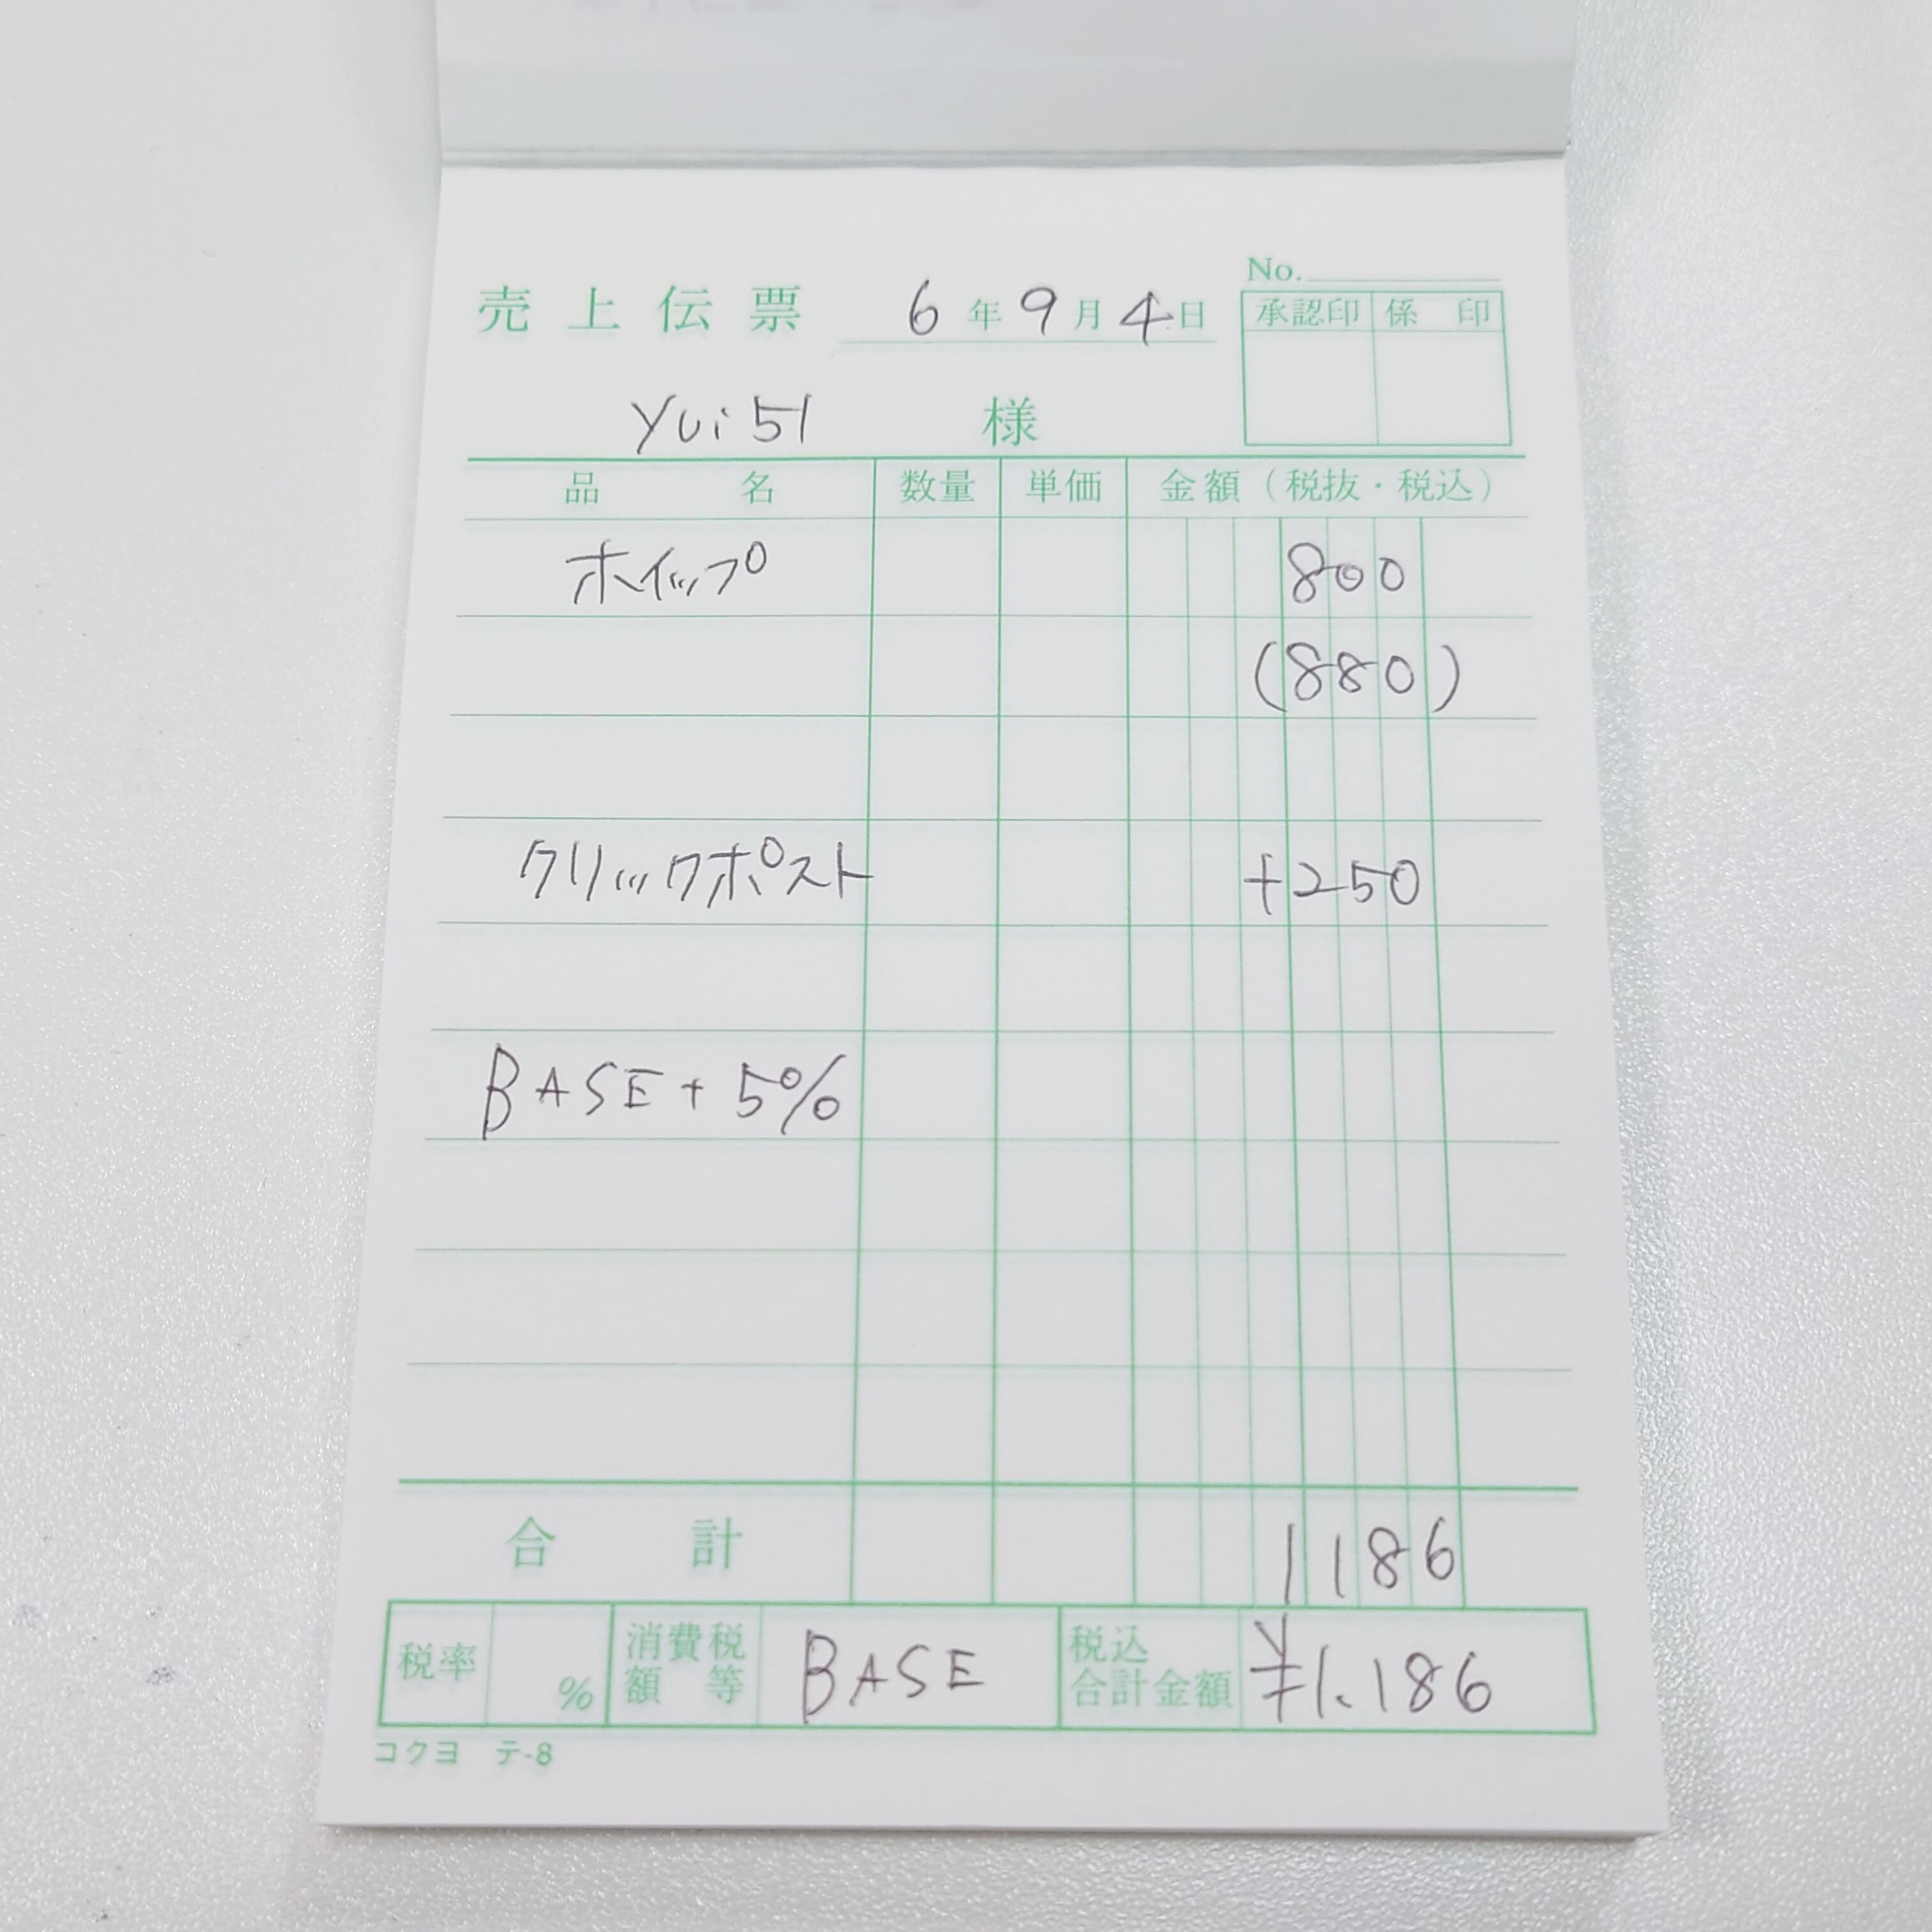 No.
売上伝票 6年9月4日
承認印 係印
yui51 様
品名 数量 単価 金額(税抜・税込)
ホイップ 800
(880)
クリックポスト +250
BASE + 5%
合計 1186
税率 % 消費税額等 BASE 税込合計金額 ¥1.186
コクヨ テ-8